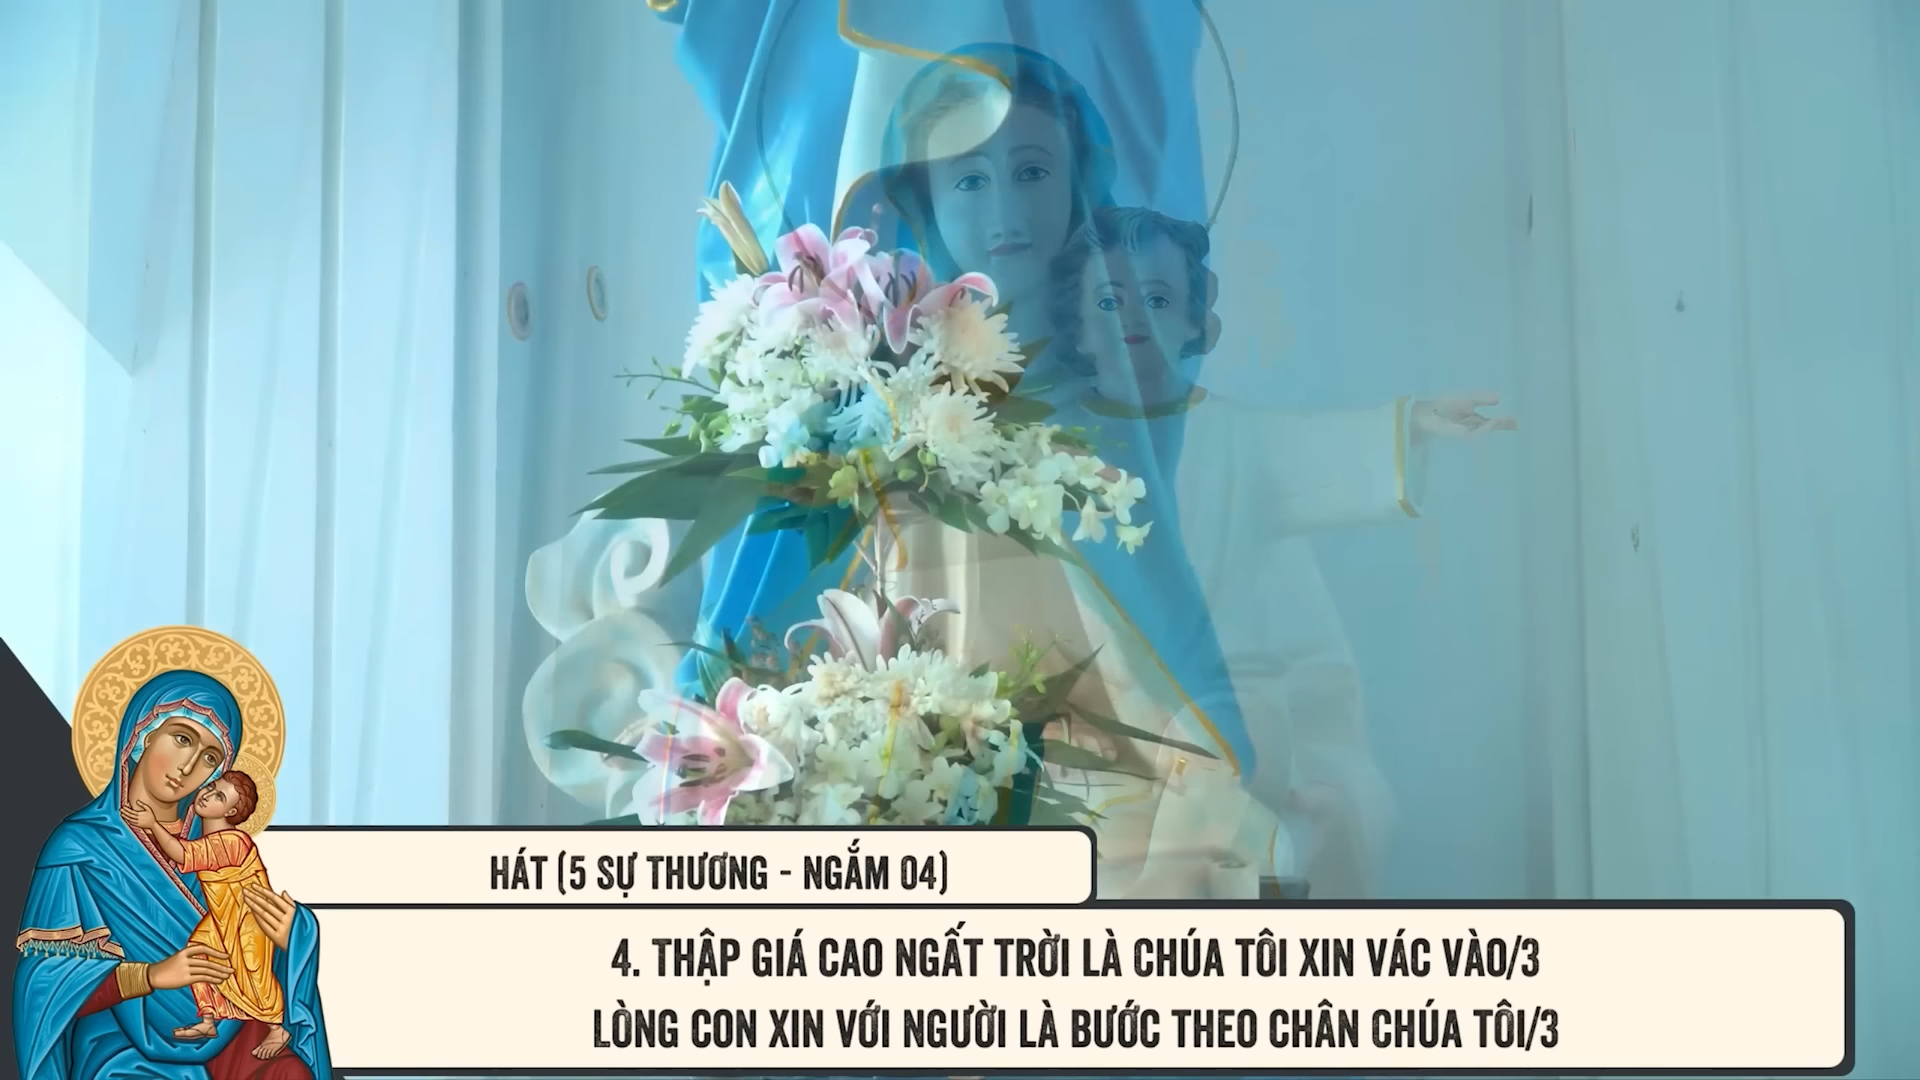 HÁT (5 SỰ THƯƠNG - NGẮM 04)
4. THẬP GIÁ CAO NGẤT TRỜI LÀ CHÚA TÔI XIN VÁC VÀO/3
LÒNG CON XIN VỚI NGƯỜI LÀ BƯỚC THEO CHÂN CHÚA TÔI/3